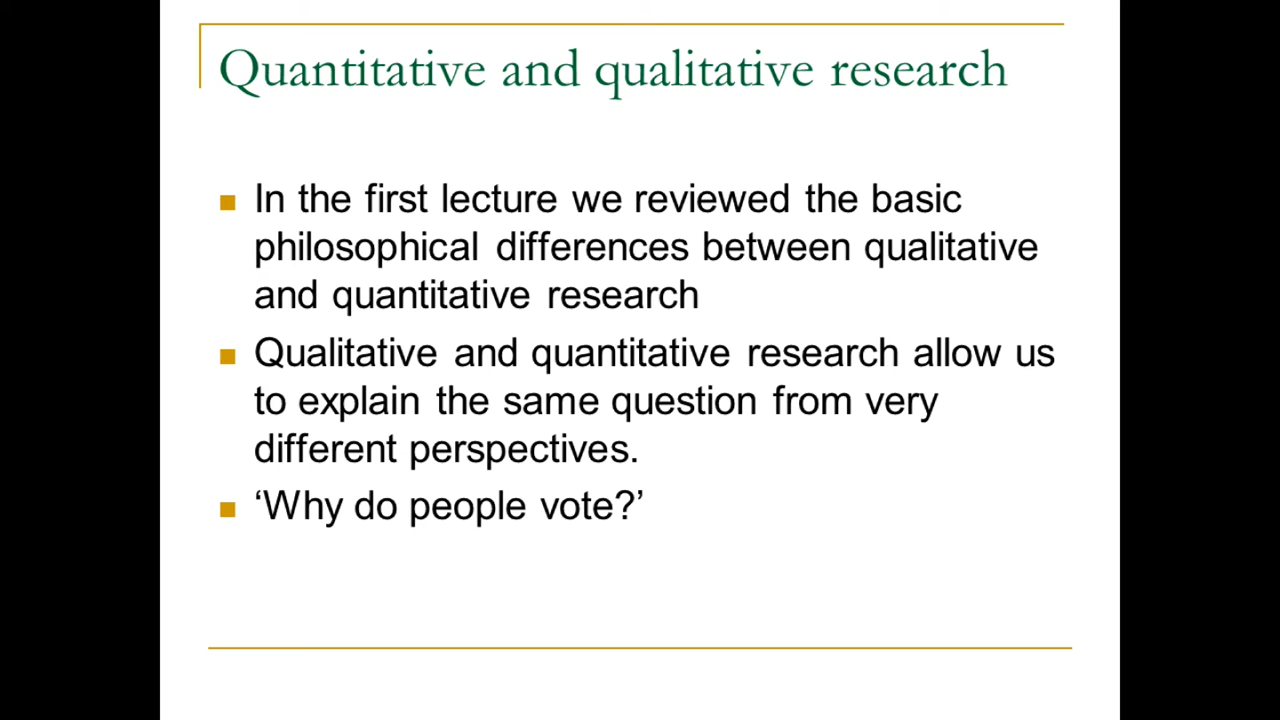 Quantitative and qualitative research
In the first lecture we reviewed the basic
philosophical differences between qualitative
and quantitative research
Qualitative and quantitative research allow us
to explain the same question from very
different perspectives.
‘Why do people vote?’